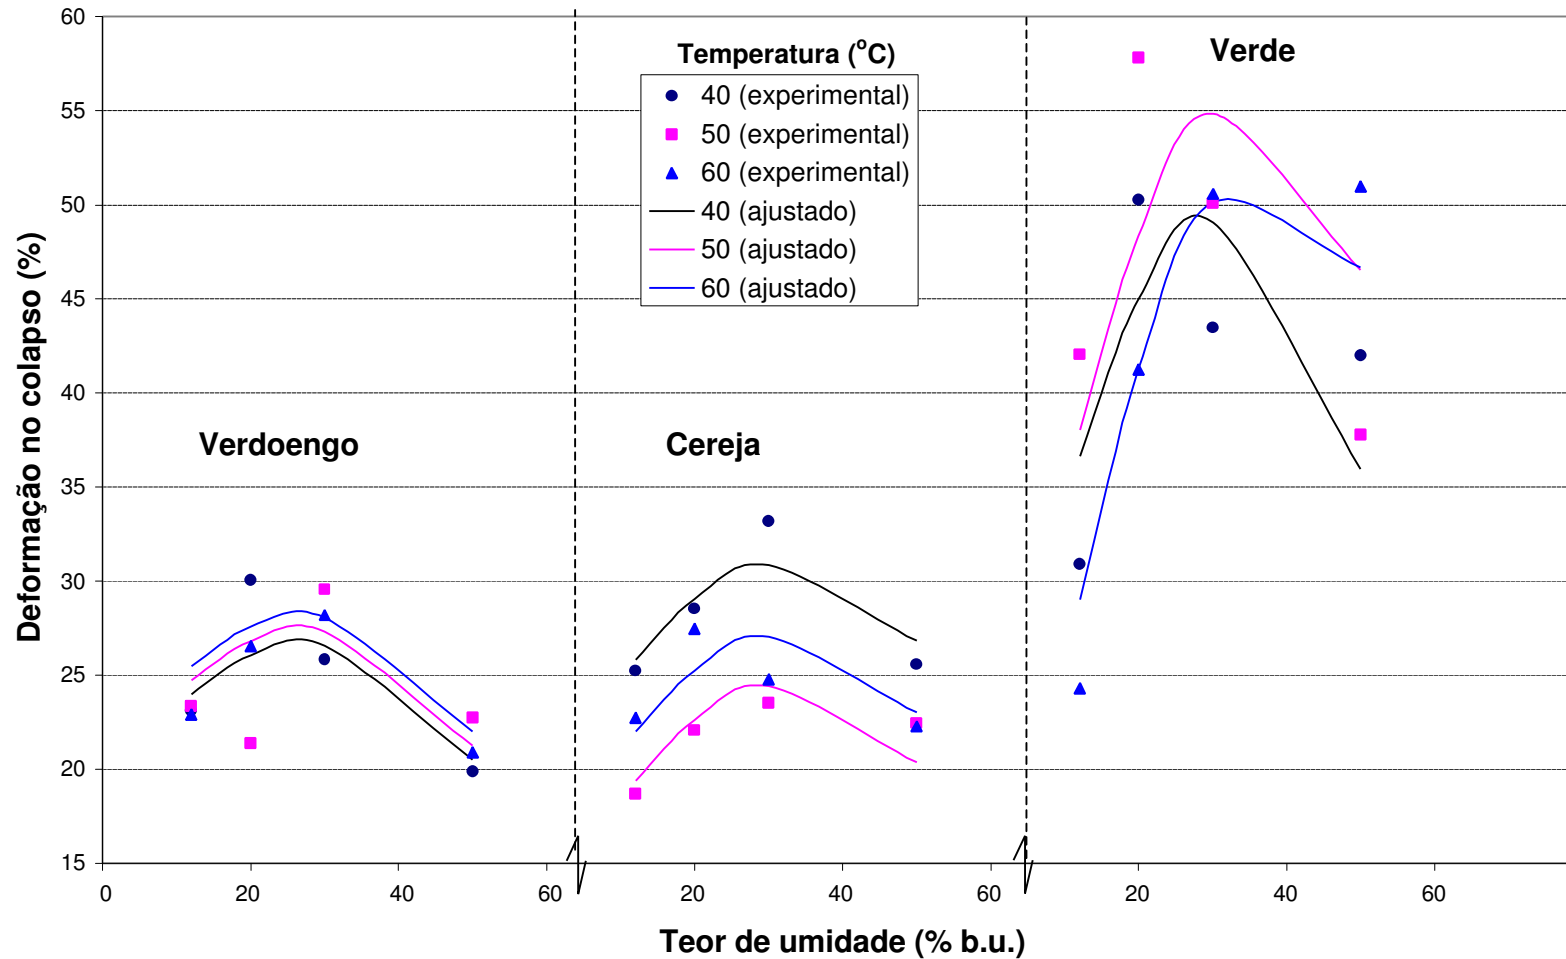 60
55
50
45
40
35
30
25
20
15
Deformação no colapso (%)
Temperatura (°C)
40 (experimental)
50 (experimental)
60 (experimental)
40 (ajustado)
50 (ajustado)
60 (ajustado)
Verde
Verdoengo
Cereja
0 20 40 60 20 40 60 20 40 60
Teor de umidade (% b.u.)